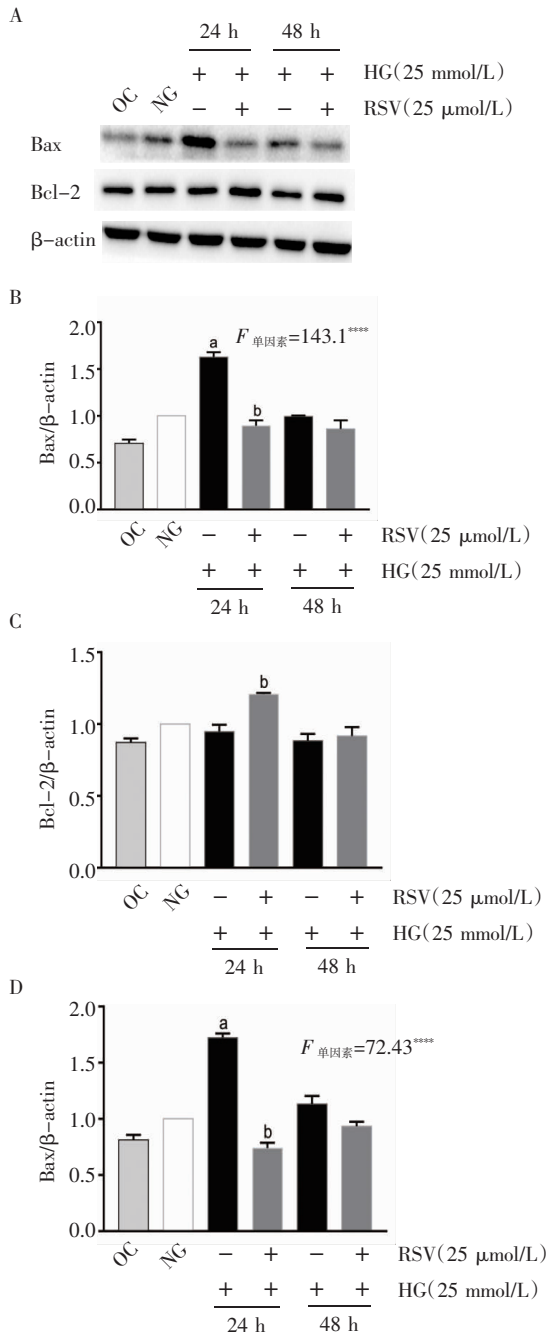 A
24 h 48 h
+ + + + HG(25 mmol/L)
OC NG − + − + RSV(25 μmol/L)
Bax
Bcl−2
β−actin
B
2.0
1.5
1.0
0.5
0.0
Bax/β−actin
a
b
F 单因素=143.1****
OC NG − + − + RSV(25 μmol/L)
+ + + + HG(25 mmol/L)
24 h 48 h
C
1.5
1.0
0.5
0.0
Bcl−2/β−actin
b
OC NG − + − + RSV(25 μmol/L)
+ + + + HG(25 mmol/L)
24 h 48 h
D
2.0
1.5
1.0
0.5
0.0
Bax/β−actin
a
b
F 单因素=72.43****
OC NG − + − + RSV(25 μmol/L)
+ + + + HG(25 mmol/L)
24 h 48 h